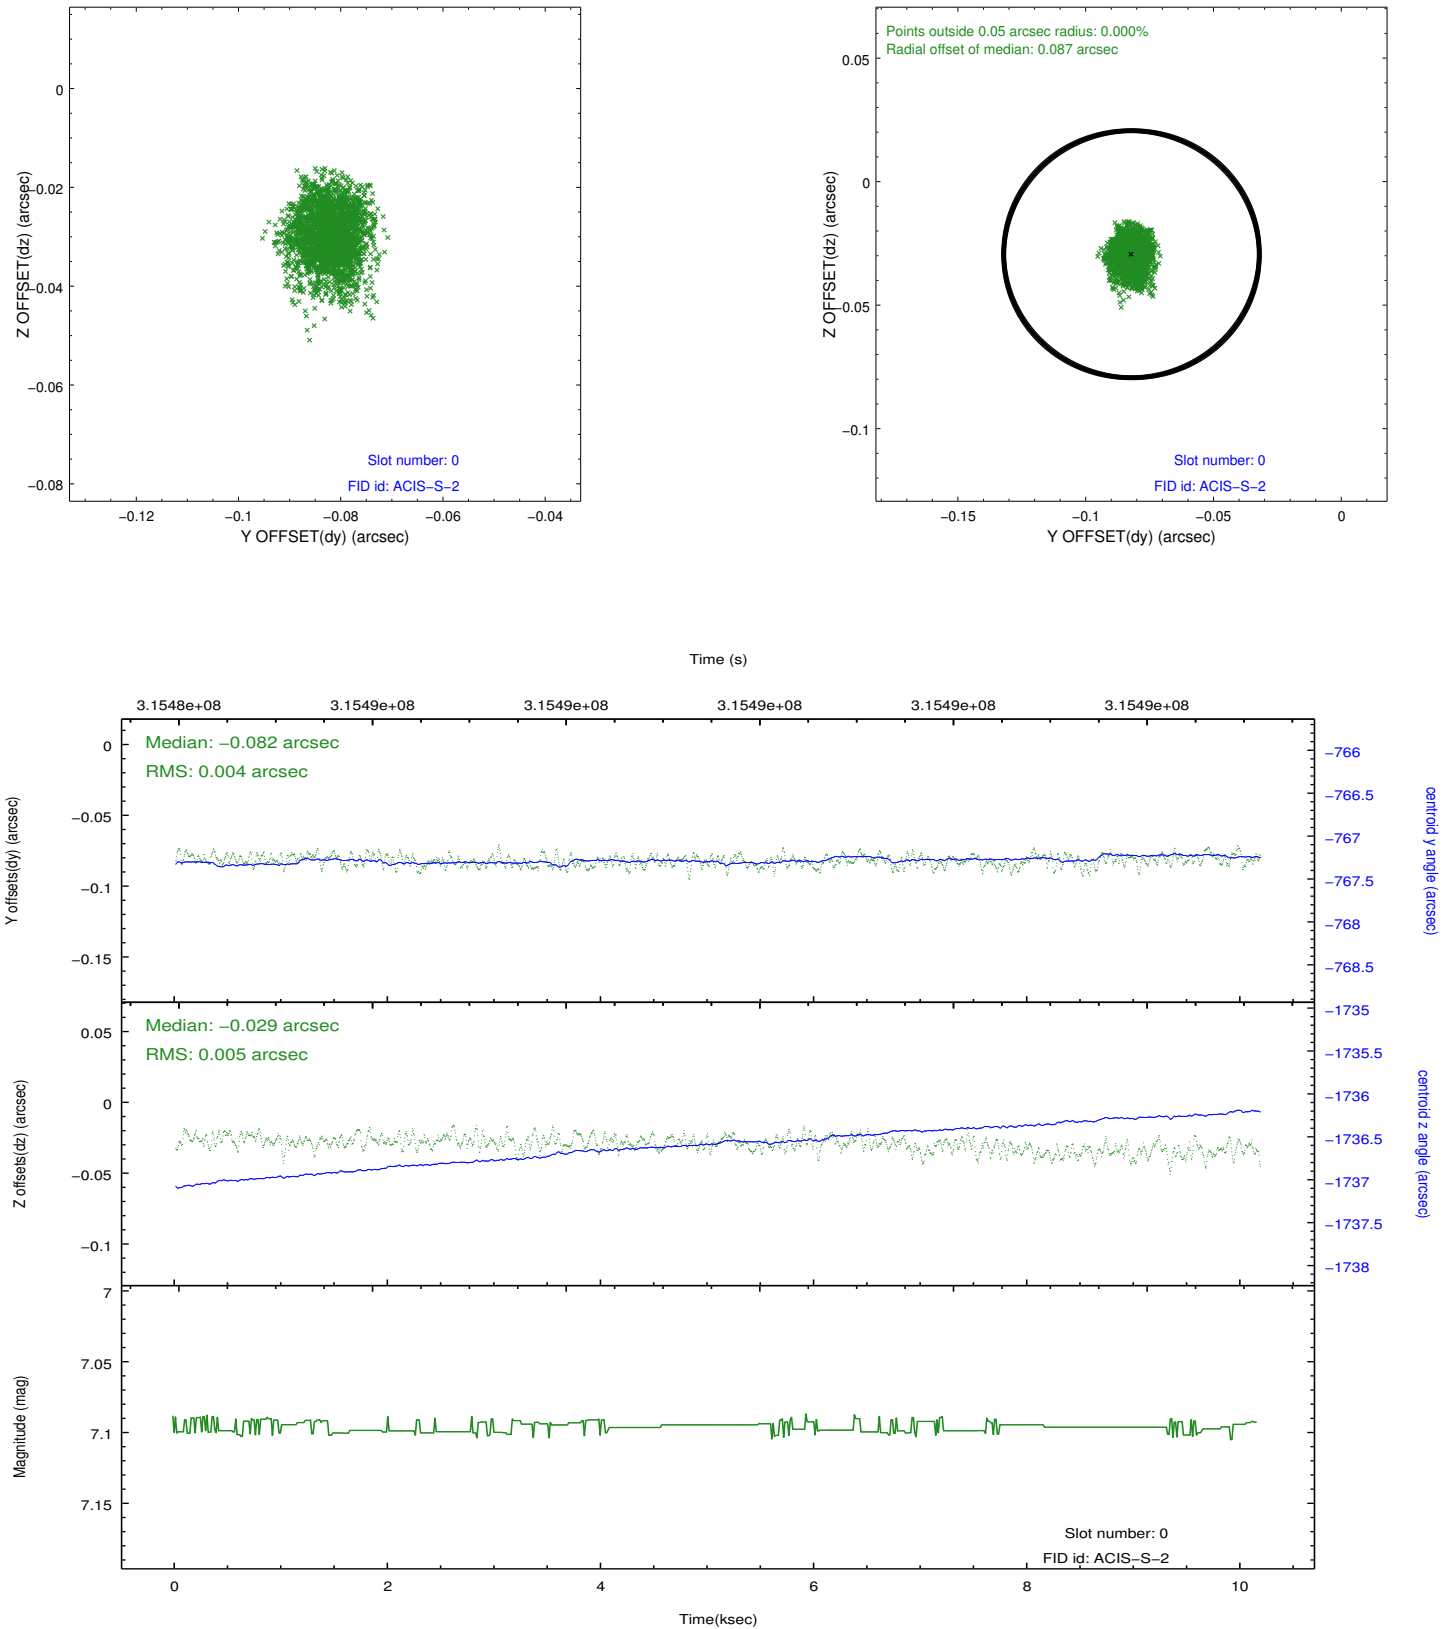 0
−0.02
−0.04
−0.06
−0.08
−0.12
−0.1
−0.08
−0.06
−0.04
Z OFFSET(dz) (arcsec)
Y OFFSET(dy) (arcsec)
Slot number: 0
FID id: ACIS−S−2
Points outside 0.05 arcsec radius: 0.000%
Radial offset of median: 0.087 arcsec
0.05
0
−0.05
−0.1
−0.15
−0.1
−0.05
0
Z OFFSET(dz) (arcsec)
Y OFFSET(dy) (arcsec)
Slot number: 0
FID id: ACIS−S−2
Time (s)
3.1548e+08
3.1549e+08
3.1549e+08
3.1549e+08
3.1549e+08
3.1549e+08
Median: −0.082 arcsec
RMS: 0.004 arcsec
0
−0.05
−0.1
−0.15
Y offsets(dy) (arcsec)
−766
−766.5
−767
−767.5
−768
−768.5
centroid y angle (arcsec)
Median: −0.029 arcsec
RMS: 0.005 arcsec
0.05
0
−0.05
−0.1
Z offsets(dz) (arcsec)
−1735
−1735.5
−1736
−1736.5
−1737
−1737.5
−1738
centroid z angle (arcsec)
7
7.05
7.1
7.15
Magnitude (mag)
Slot number: 0
FID id: ACIS−S−2
0
2
4
6
8
10
Time(ksec)